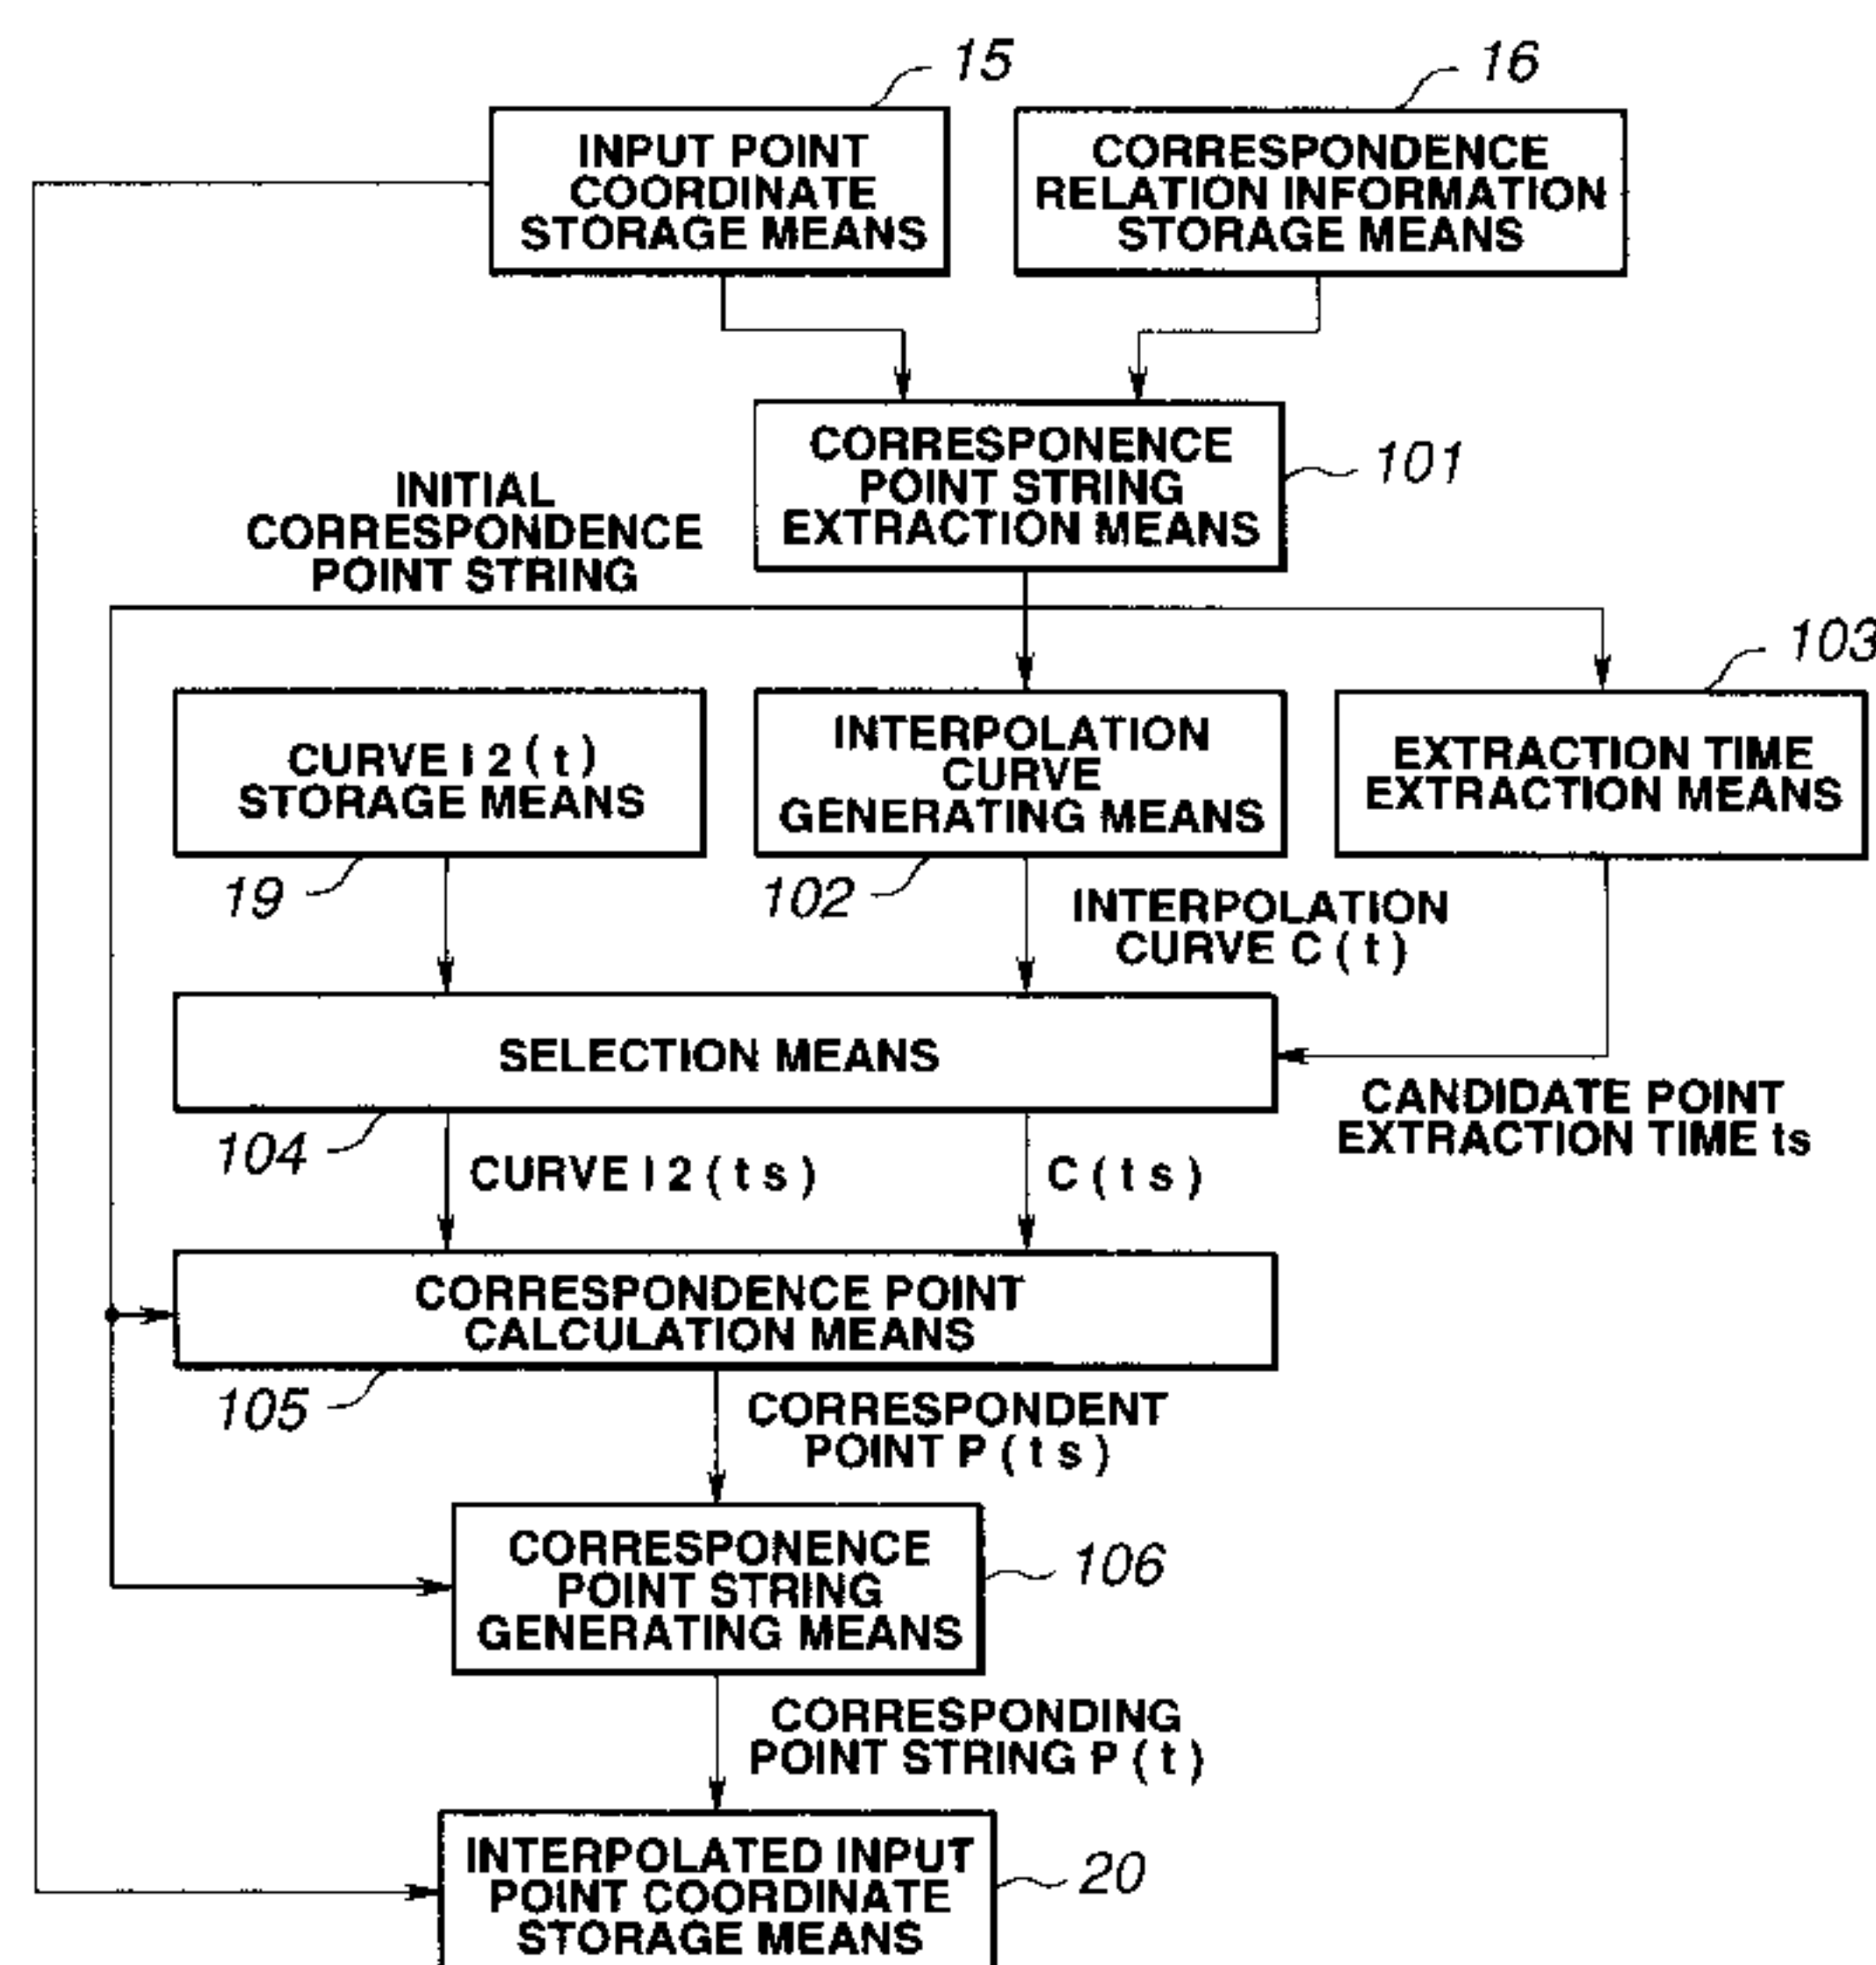 15
16
INPUT POINT
COORDINATE
STORAGE MEANS
CORRESPONDENCE
RELATION INFORMATION
STORAGE MEANS
CORRESPONENCE
POINT STRING
EXTRACTION MEANS
101
INITIAL
CORRESPONDENCE
POINT STRING
103
CURVE I 2 ( t )
STORAGE MEANS
INTERPOLATION
CURVE
GENERATING MEANS
EXTRACTION TIME
EXTRACTION MEANS
19
102
INTERPOLATION
CURVE C ( t )
SELECTION MEANS
CANDIDATE POINT
EXTRACTION TIME ts
104
CURVE I 2 ( t s )
C ( t s )
CORRESPONDENCE POINT
CALCULATION MEANS
105
CORRESPONDENT
POINT P ( t s )
CORRESPONENCE
POINT STRING
GENERATING MEANS
106
CORRESPONDING
POINT STRING P ( t )
INTERPOLATED INPUT
POINT COORDINATE
STORAGE MEANS
20